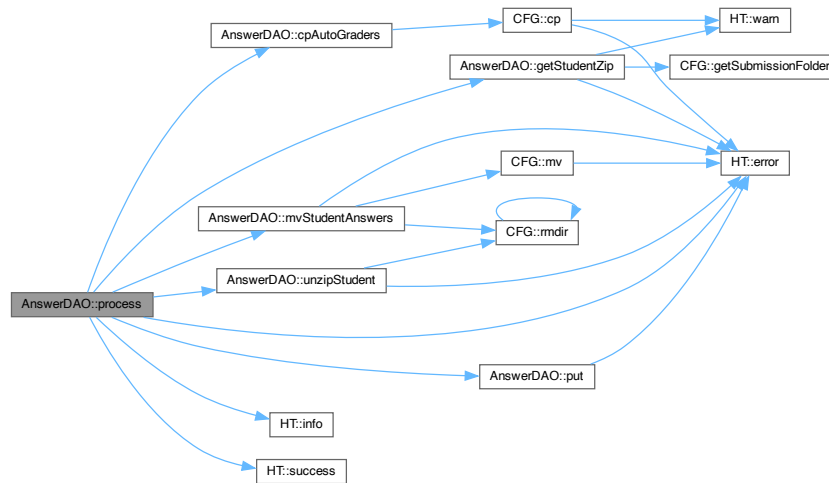 AnswerDAO::process
AnswerDAO::cpAutoGraders
CFG::cp
HT::warn
AnswerDAO::getStudentZip
CFG::getSubmissionFolder
HT::error
CFG::mv
AnswerDAO::mvStudentAnswers
CFG::rmdir
AnswerDAO::unzipStudent
AnswerDAO::put
HT::info
HT::success